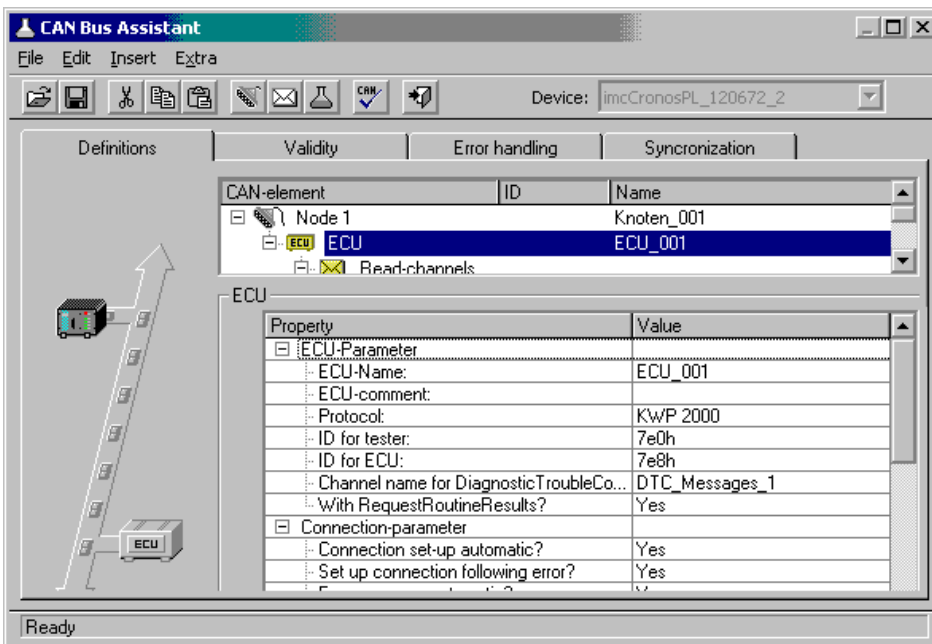 CAN Bus Assistant
File Edit Insert Extra
CAN Device: imcCronosPL_120672_2
Definitions Validity Error handling Syncronization
CAN-element ID Name
Node 1 Knoten_001
ECU ECU ECU_001
Read-channels
ECU
Property Value
ECU-Parameter
ECU-Name: ECU_001
ECU-comment:
Protocol: KWP 2000
ID for tester: 7e0h
ID for ECU: 7e8h
Channel name for DiagnosticTroubleCo... DTC_Messages_1
With RequestRoutineResults? Yes
Connection-parameter
Connection set-up automatic? Yes
ECU
Set up connection following error? Yes
Ready